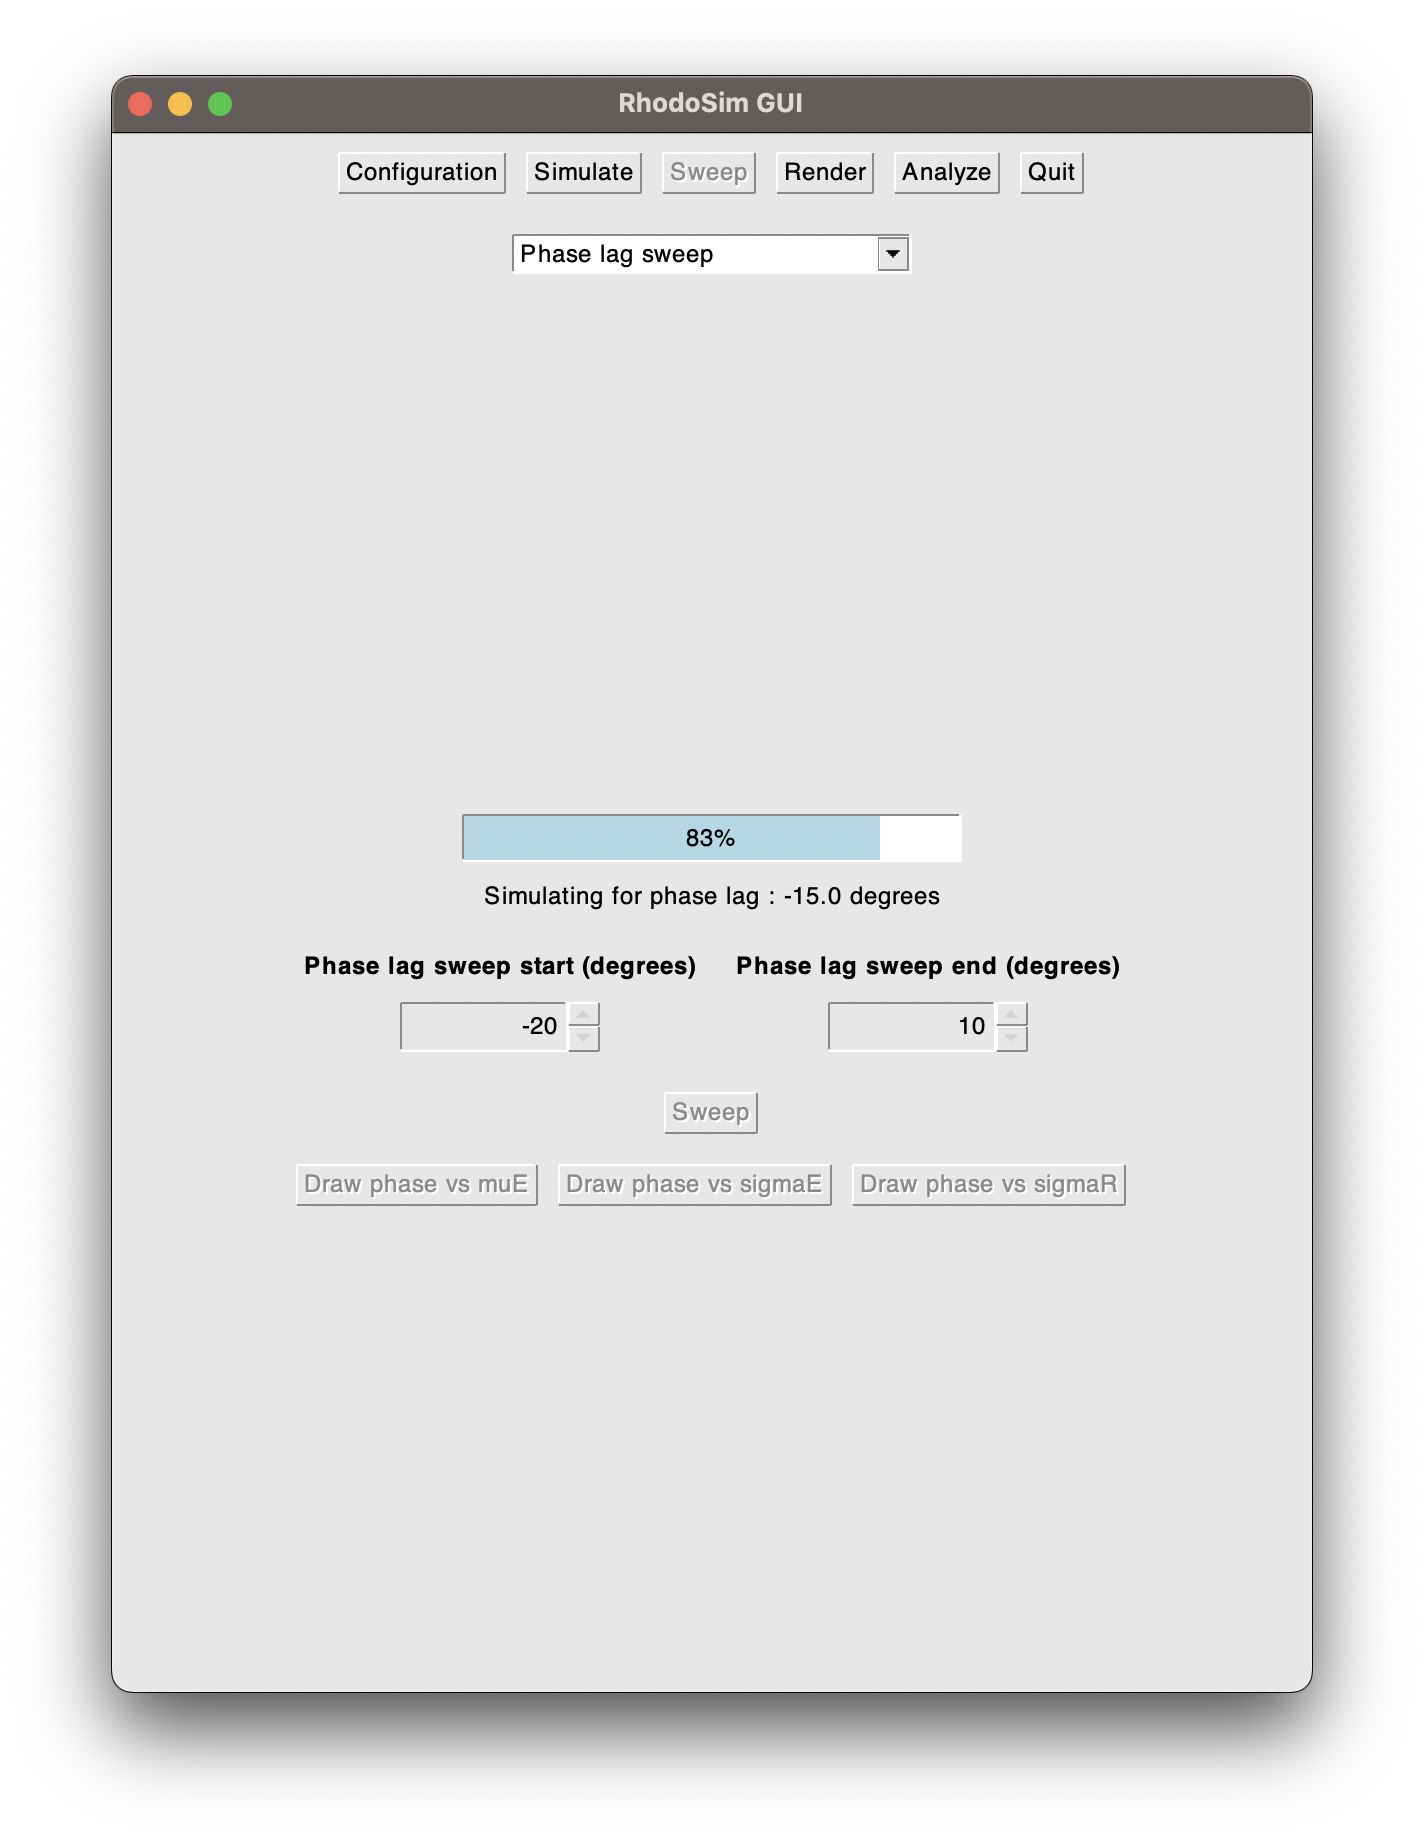 RhodoSim GUI
Configuration Simulate Sweep Render Analyze Quit
Phase lag sweep
83%
Simulating for phase lag : -15.0 degrees
Phase lag sweep start (degrees) Phase lag sweep end (degrees)
-20 10
Sweep
Draw phase vs muE Draw phase vs sigmaE Draw phase vs sigmaR